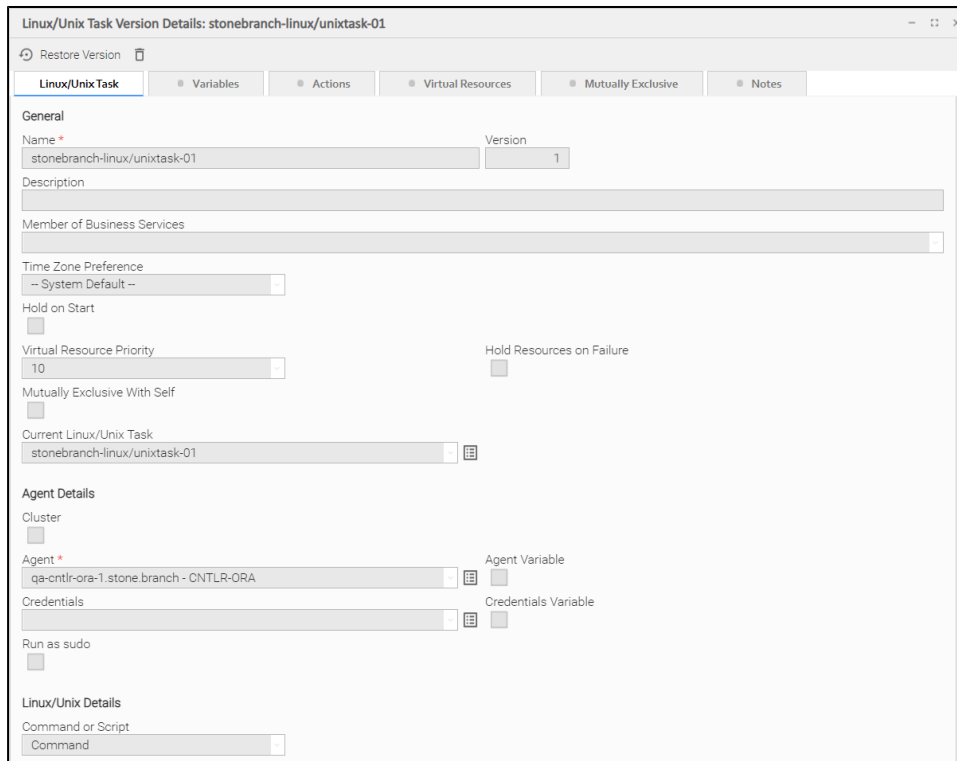 Linux/Unix Task Version Details: stonebranch-linux/unixtask-01
Restore Version
Linux/Unix Task Variables Actions Virtual Resources Mutually Exclusive Notes
General
Name * Version
stonebranch-linux/unixtask-01 1
Description
Member of Business Services
Time Zone Preference
-- System Default --
Hold on Start
Virtual Resource Priority Hold Resources on Failure
10
Mutually Exclusive With Self
Current Linux/Unix Task
stonebranch-linux/unixtask-01
Agent Details
Cluster
Agent * Agent Variable
qa-cntlr-ora-1.stone.branch - CNTLR-ORA
Credentials Credentials Variable
Run as sudo
Linux/Unix Details
Command or Script
Command